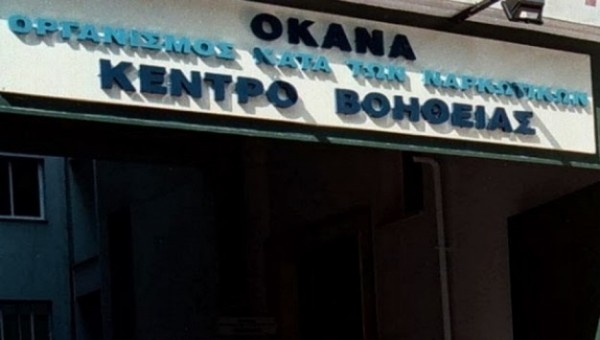 ΟΚΑΝΑ
ΟΡΓΑΝΙΣΜΟΣ ΚΑΤΑ ΤΩΝ ΝΑΡΚΩΤΙΚΩΝ
ΚΕΝΤΡΟ ΒΟΗΘΕΙΑΣ